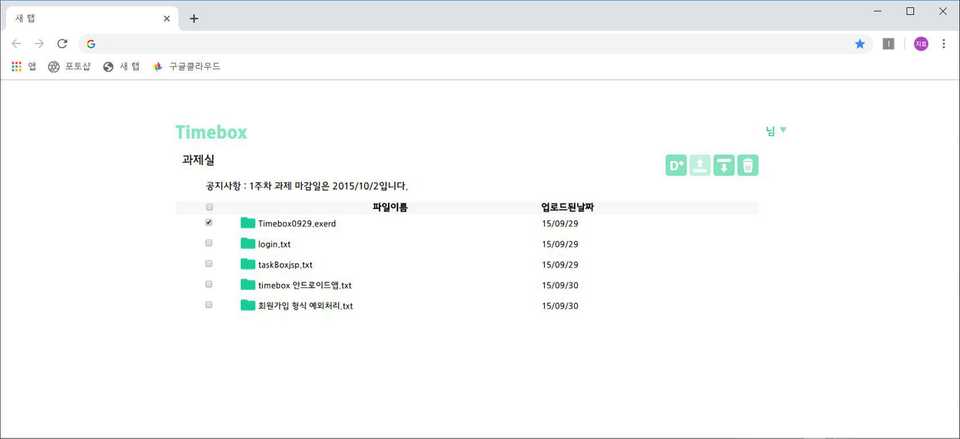 새 탭
앱 포토샵 새 탭 구글클라우드
Timebox
님
과제실
D+
공지사항 : 1주차 과제 마감일은 2015/10/2입니다.
파일이름 업로드된날짜
Timebox0929.exerd 15/09/29
login.txt 15/09/29
taskBoxjsp.txt 15/09/29
timebox 안드로이드앱.txt 15/09/30
회원가입 형식 예외처리.txt 15/09/30